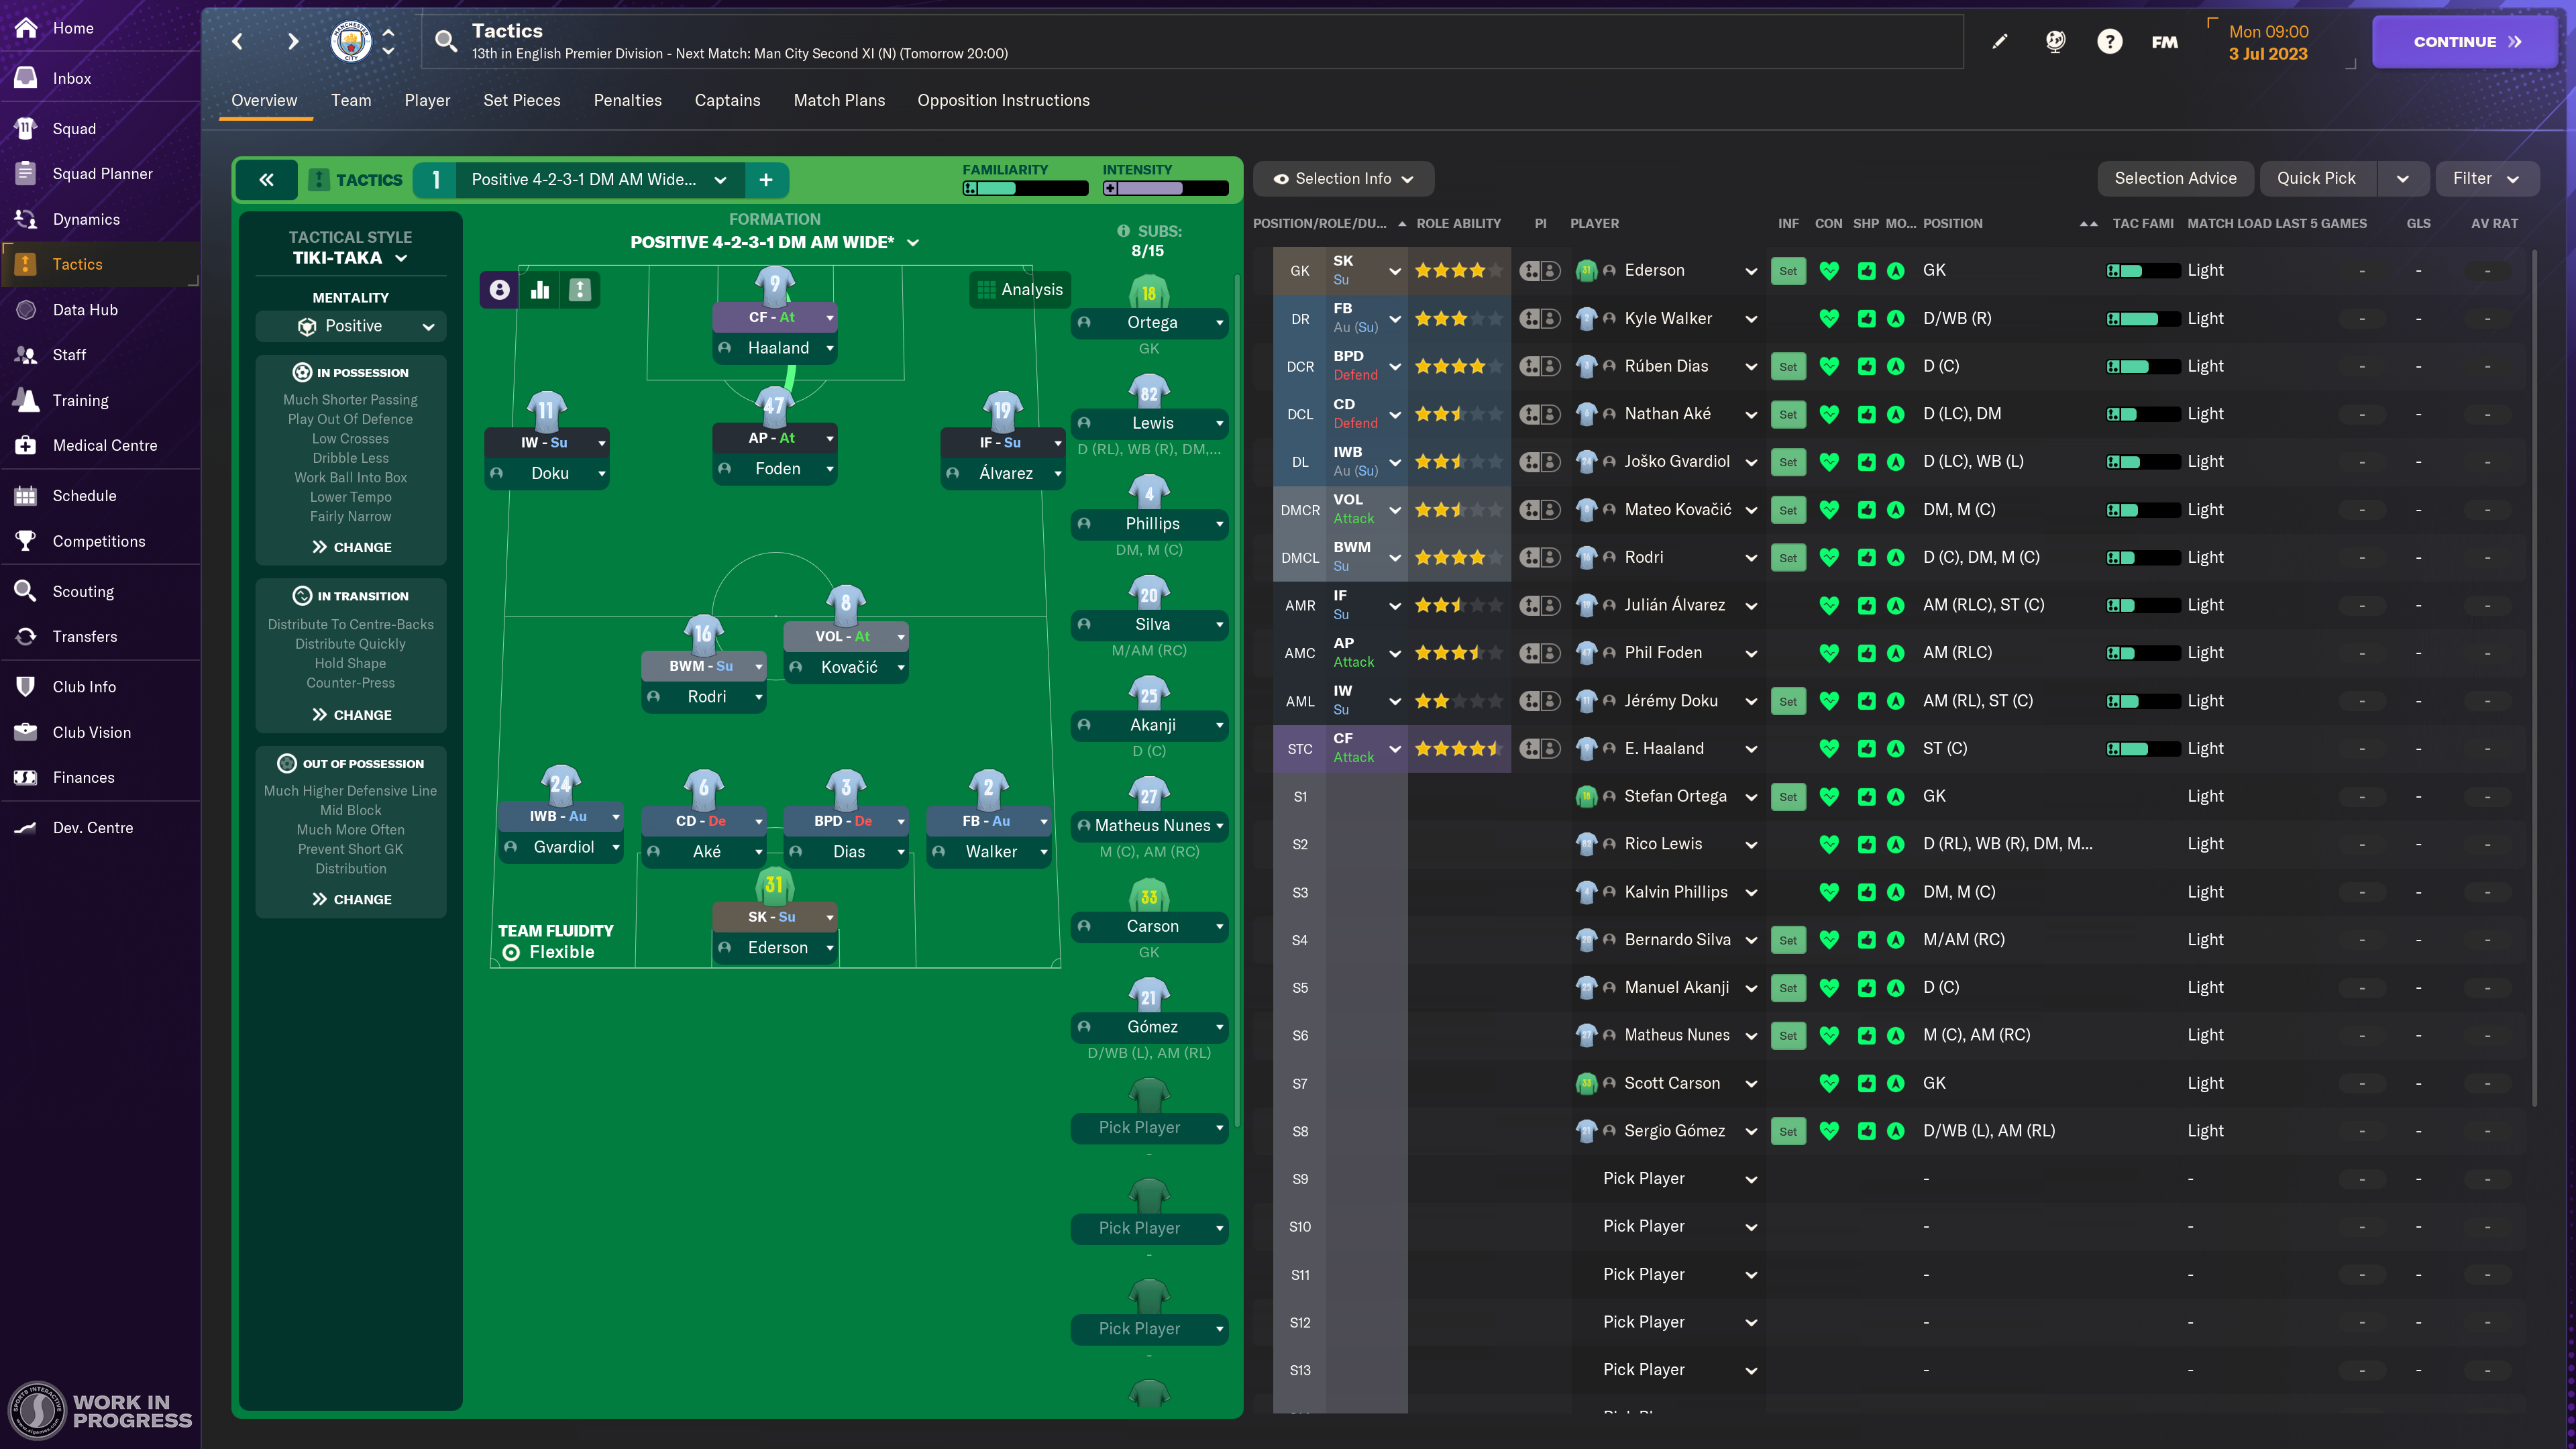 Home
Inbox
Squad
Squad Planner
Dynamics
Tactics
Data Hub
Staff
Training
Medical Centre
Schedule
Competitions
Scouting
Transfers
Club Info
Club Vision
Finances
Dev. Centre
WORK IN
PROGRESS
Tactics
13th in English Premier Division - Next Match: Man City Second XI (N) (Tomorrow 20:00)
FM
Mon 09:00
3 Jul 2023
CONTINUE
Overview Team Player Set Pieces Penalties Captains Match Plans Opposition Instructions
TACTICS 1 Positive 4-2-3-1 DM AM Wide... + FAMILIARITY INTENSITY
TACTICAL STYLE
TIKI-TAKA
MENTALITY
Positive
IN POSSESSION
Much Shorter Passing
Play Out Of Defence
Low Crosses
Dribble Less
Work Ball Into Box
Lower Tempo
Fairly Narrow
CHANGE
IN TRANSITION
Distribute To Centre-Backs
Distribute Quickly
Hold Shape
Counter-Press
CHANGE
OUT OF POSSESSION
Much Higher Defensive Line
Mid Block
Much More Often
Prevent Short GK
Distribution
CHANGE
FORMATION
POSITIVE 4-2-3-1 DM AM WIDE*
Analysis
9
CF - At
Haaland
11
IW - Su
Doku
47
AP - At
Foden
19
IF - Su
Álvarez
8
VOL - At
Kovačić
16
BWM - Su
Rodri
24
IWB - Au
Gvardiol
6
CD - De
Aké
3
BPD - De
Dias
2
FB - Au
Walker
31
SK - Su
Ederson
TEAM FLUIDITY
Flexible
SUBS:
8/15
18
Ortega
GK
82
Lewis
D (RL), WB (R), DM,...
4
Phillips
DM, M (C)
20
Silva
M/AM (RC)
25
Akanji
D (C)
27
Matheus Nunes
M (C), AM (RC)
33
Carson
GK
21
Gómez
D/WB (L), AM (RL)
Pick Player
-
Pick Player
-
Pick Player
-
Selection Info Selection Advice Quick Pick Filter
POSITION/ROLE/DU... ROLE ABILITY PI PLAYER INF CON SHP MO... POSITION TAC FAMI MATCH LOAD LAST 5 GAMES GLS AV RAT
GK SK Su Ederson Set GK Light - - -
DR FB Au (Su) Kyle Walker D/WB (R) Light - - -
DCR BPD Defend Rúben Dias Set D (C) Light - - -
DCL CD Defend Nathan Aké Set D (LC), DM Light - - -
DL IWB Au (Su) Joško Gvardiol Set D (LC), WB (L) Light - - -
DMCR VOL Attack Mateo Kovačić Set DM, M (C) Light - - -
DMCL BWM Su Rodri Set D (C), DM, M (C) Light - - -
AMR IF Su Julián Álvarez AM (RLC), ST (C) Light - - -
AMC AP Attack Phil Foden AM (RLC) Light - - -
AML IW Su Jérémy Doku Set AM (RL), ST (C) Light - - -
STC CF Attack E. Haaland ST (C) Light - - -
S1 Stefan Ortega Set GK Light - - -
S2 Rico Lewis D (RL), WB (R), DM, M... Light - - -
S3 Kalvin Phillips DM, M (C) Light - - -
S4 Bernardo Silva Set M/AM (RC) Light - - -
S5 Manuel Akanji Set D (C) Light - - -
S6 Matheus Nunes Set M (C), AM (RC) Light - - -
S7 Scott Carson GK Light - - -
S8 Sergio Gómez Set D/WB (L), AM (RL) Light - - -
S9 Pick Player - - - - -
S10 Pick Player - - - - -
S11 Pick Player - - - - -
S12 Pick Player - - - - -
S13 Pick Player - - - - -